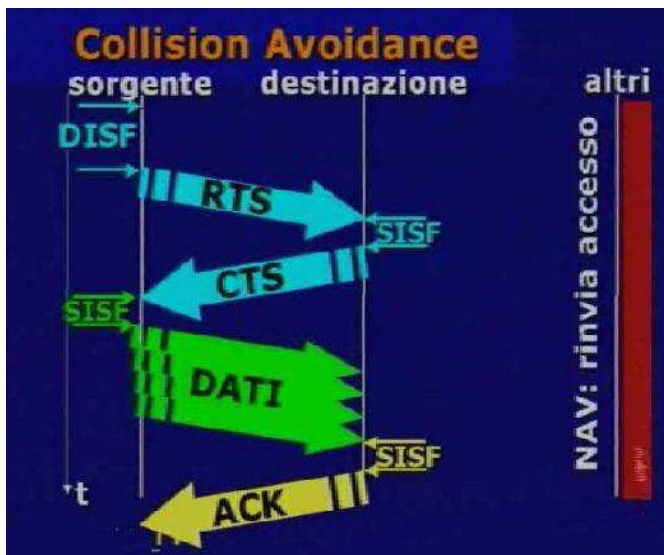 Collision Avoidance
sorgente destinazione altri
DISF
RTS
SISF
CTS
SISF
DATI
SISF
ACK
t
NAV: rinvia accesso